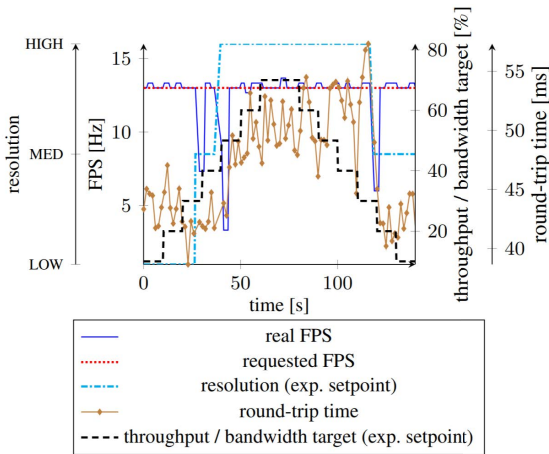 HIGH
MED
LOW
resolution
15
10
5
FPS [Hz]
0
50
100
time [s]
80
60
40
20
throughput / bandwidth target [%]
55
50
45
40
round-trip time [ms]
real FPS
requested FPS
resolution (exp. setpoint)
round-trip time
throughput / bandwidth target (exp. setpoint)